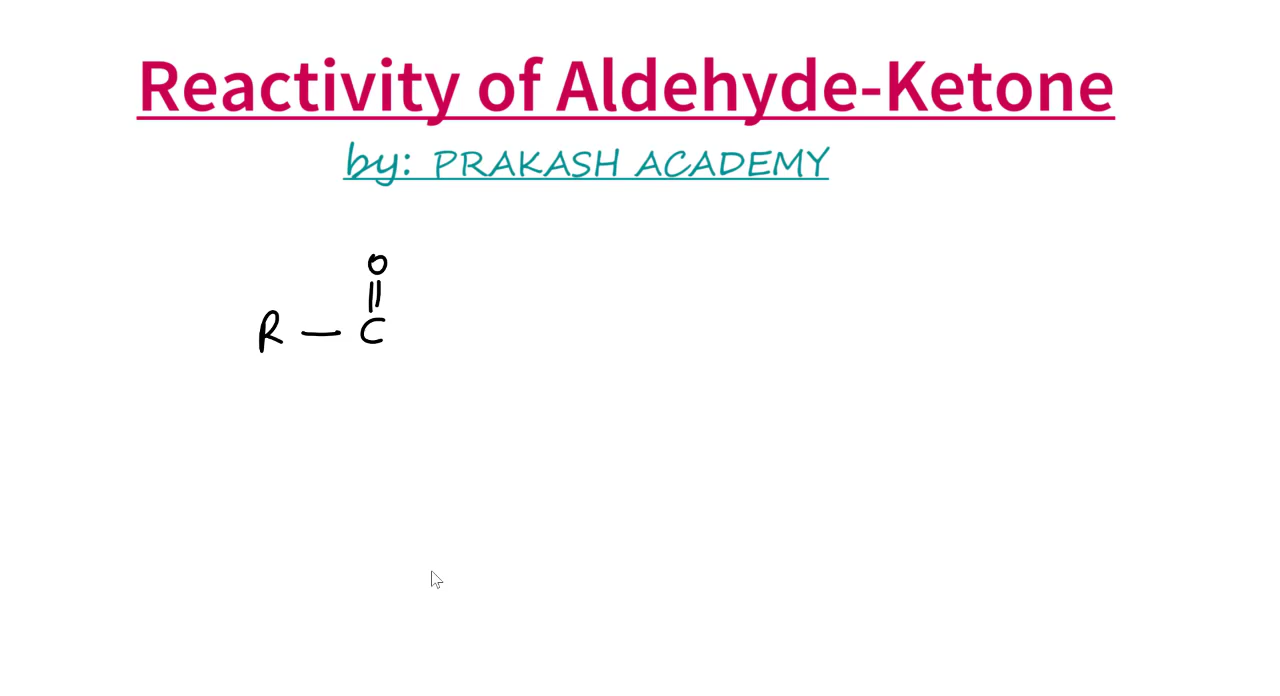 Reactivity of Aldehyde-Ketone
by: PRAKASH ACADEMY
O
||
R — C